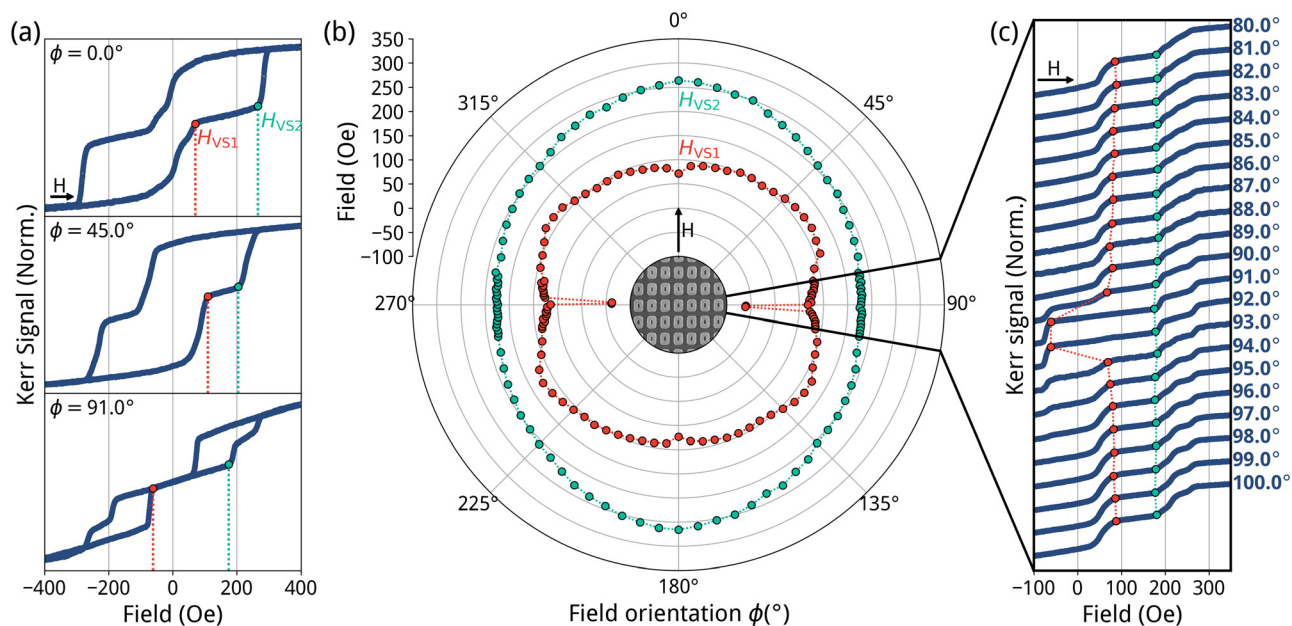 (a)
ϕ = 0.0°
H_VS1
H_VS2
H
ϕ = 45.0°
ϕ = 91.0°
Kerr Signal (Norm.)
−400
−200
0
200
400
Field (Oe)
(b)
0°
45°
90°
135°
180°
225°
270°
315°
350
300
250
200
150
100
50
0
−50
−100
Field (Oe)
H_VS2
H_VS1
H
Field orientation ϕ(°)
(c)
H
80.0°
81.0°
82.0°
83.0°
84.0°
85.0°
86.0°
87.0°
88.0°
89.0°
90.0°
91.0°
92.0°
93.0°
94.0°
95.0°
96.0°
97.0°
98.0°
99.0°
100.0°
Kerr signal (Norm.)
−100
0
100
200
300
Field (Oe)